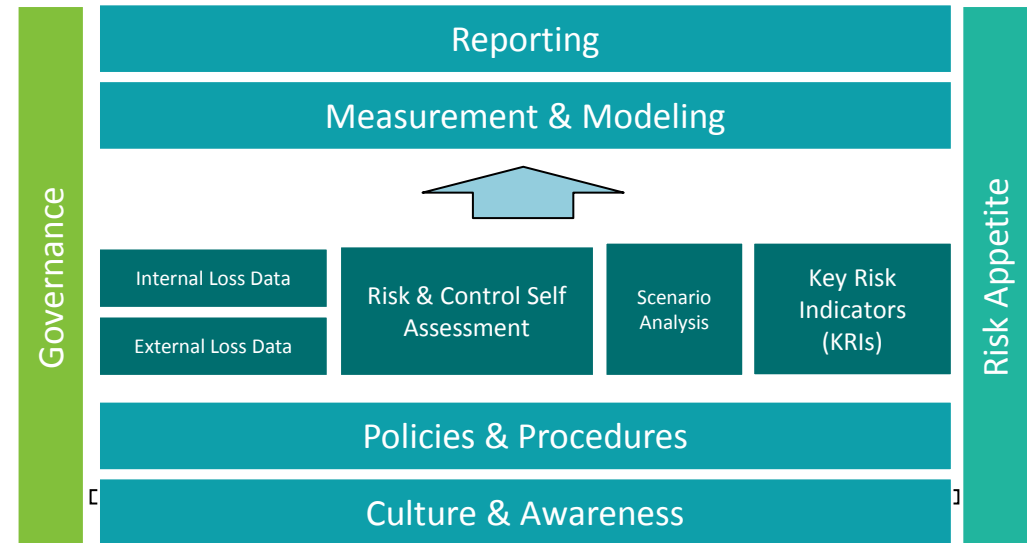 Reporting
Measurement & Modeling
Governance
Internal Loss Data
External Loss Data
Risk & Control Self
Assessment
Scenario
Analysis
Key Risk
Indicators
(KRIs)
Risk Appetite
Policies & Procedures
[ ]
Culture & Awareness